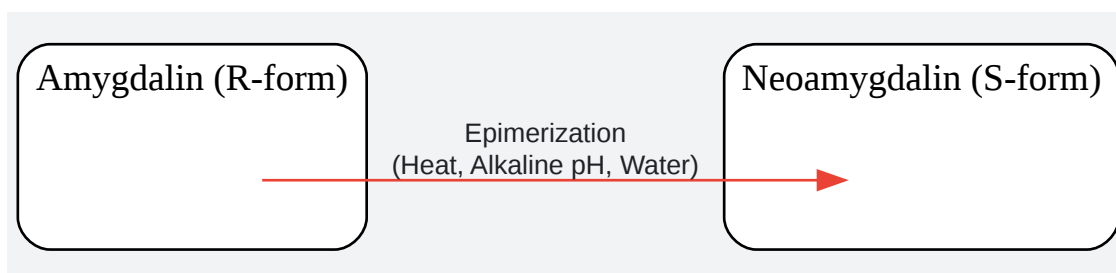 Amygdalin (R-form)
Epimerization
(Heat, Alkaline pH, Water)
Neoamygdalin (S-form)